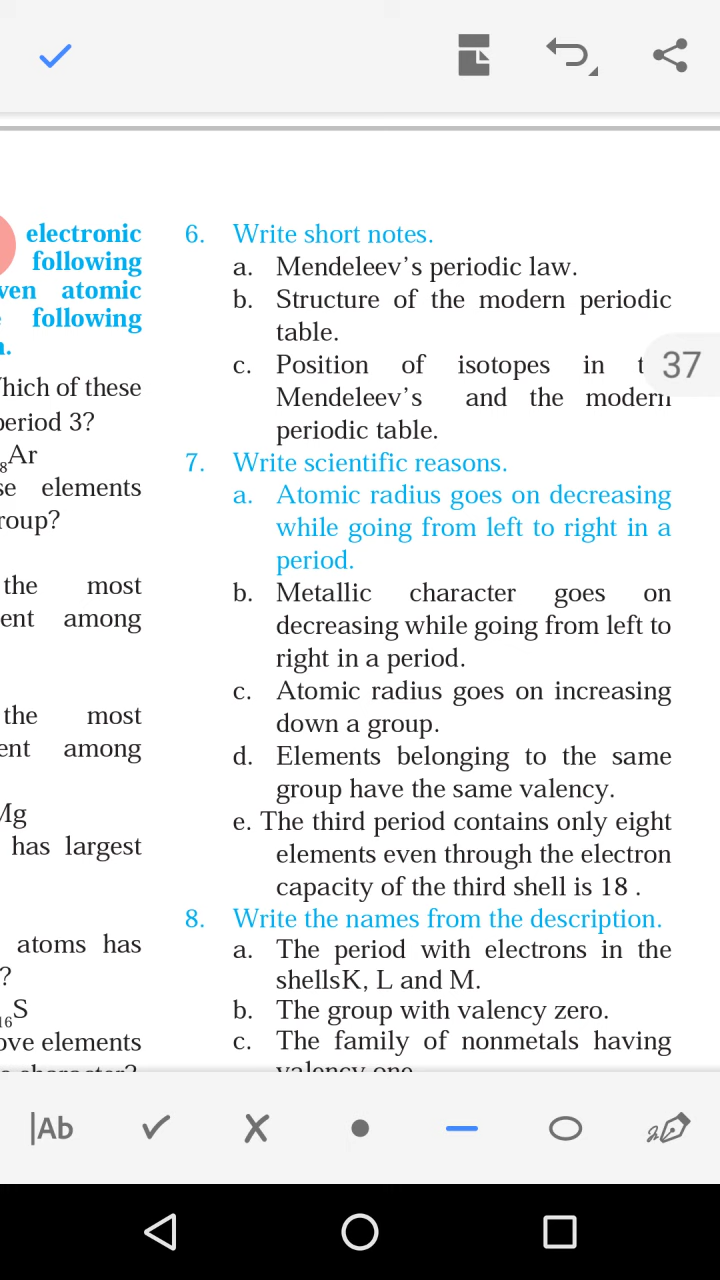 electronic
following
ven atomic
following
hich of these
period 3?
8Ar
se elements
roup?
the most
ent among
the most
ent among
Mg
has largest
atoms has
?
16S
ove elements
6. Write short notes.
a. Mendeleev’s periodic law.
b. Structure of the modern periodic
table.
c. Position of isotopes in t
Mendeleev’s and the modern
periodic table.
7. Write scientific reasons.
a. Atomic radius goes on decreasing
while going from left to right in a
period.
b. Metallic character goes on
decreasing while going from left to
right in a period.
c. Atomic radius goes on increasing
down a group.
d. Elements belonging to the same
group have the same valency.
e. The third period contains only eight
elements even through the electron
capacity of the third shell is 18 .
8. Write the names from the description.
a. The period with electrons in the
shellsK, L and M.
b. The group with valency zero.
c. The family of nonmetals having
valency one
37
|Ab